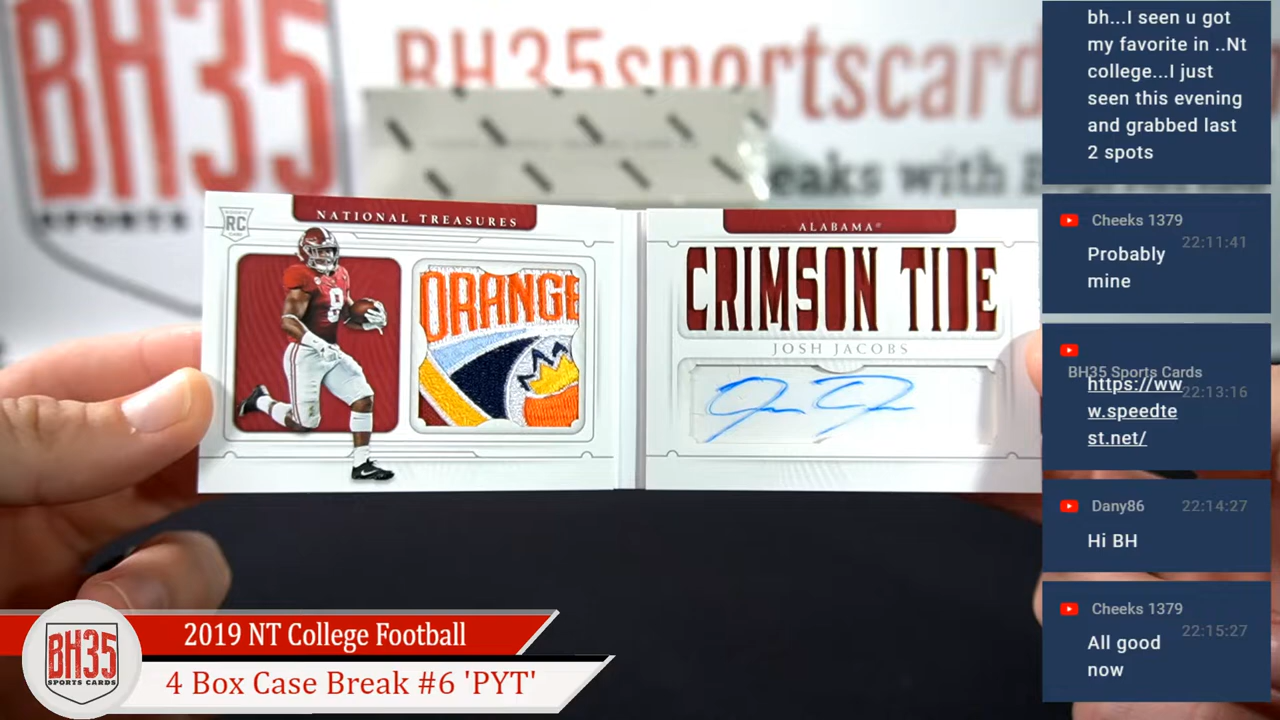 BH35
SPORTS
BH35sportscard
eaks with B
RC
NATIONAL TREASURES
8
ORANGE
ALABAMA
CRIMSON TIDE
JOSH JACOBS
bh...I seen u got
my favorite in ..Nt
college...I just
seen this evening
and grabbed last
2 spots
Cheeks 1379
22:11:41
Probably
mine
BH35 Sports Cards
22:13:16
https://ww
w.speedte
st.net/
Dany86
22:14:27
Hi BH
Cheeks 1379
22:15:27
All good
now
BH35
SPORTS CARDS
2019 NT College Football
4 Box Case Break #6 'PYT'